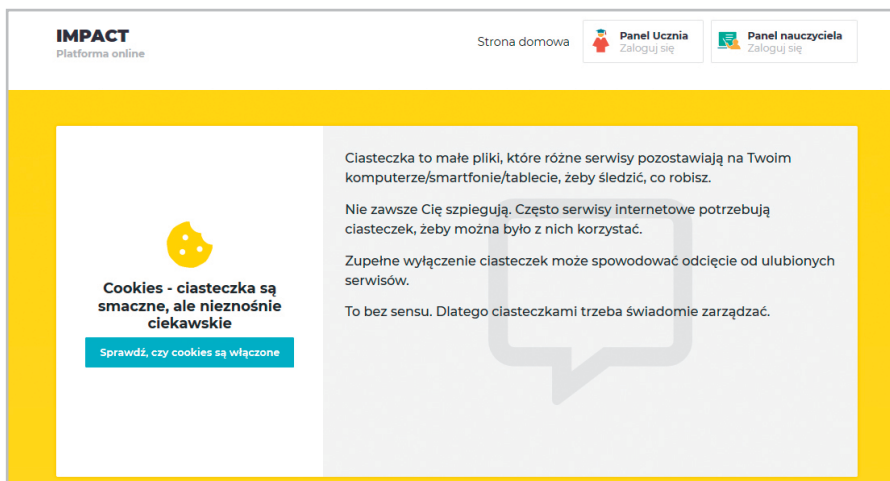 IMPACT
Platforma online
Strona domowa
Panel Ucznia
Zaloguj się
Panel nauczyciela
Zaloguj się
Cookies - ciasteczka są
smaczne, ale nieznośnie
ciekawskie
Sprawdź, czy cookies są włączone
Ciasteczka to małe pliki, które różne serwisy pozostawiają na Twoim
komputerze/smartfonie/tablecie, żeby śledzić, co robisz.
Nie zawsze Cię szpiegują. Często serwisy internetowe potrzebują
ciasteczek, żeby można było z nich korzystać.
Zupełne wyłączenie ciasteczek może spowodować odcięcie od ulubionych
serwisów.
To bez sensu. Dlatego ciasteczkami trzeba świadomie zarządzać.